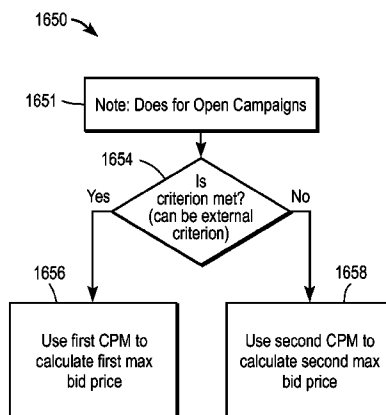 1650
1651
Note: Does for Open Campaigns
1654
Is
criterion met?
(can be external
criterion)
Yes
No
1656
Use first CPM to
calculate first max
bid price
1658
Use second CPM to
calculate second max
bid price